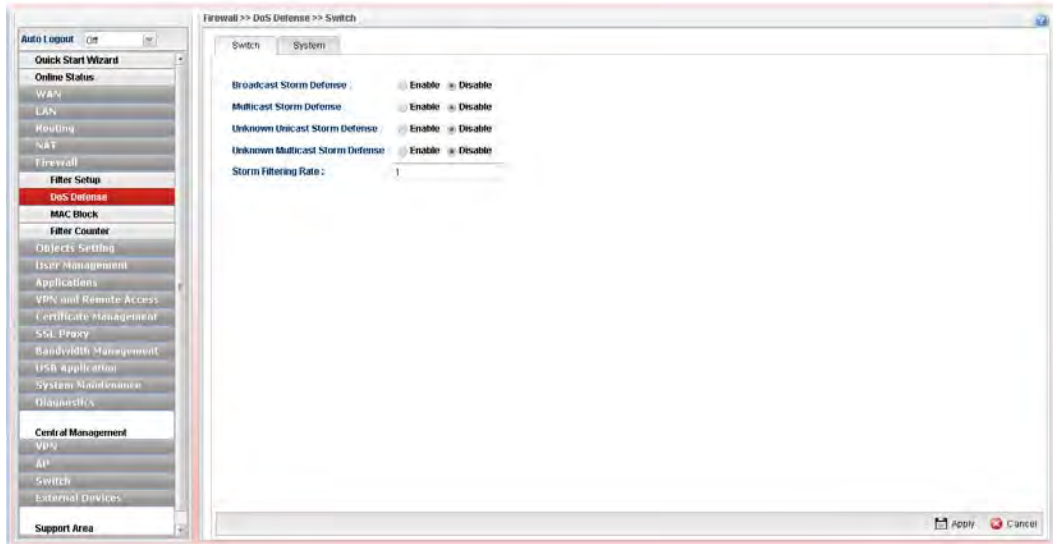 Firewall >> DoS Defense >> Switch
Auto Logout Off
Switch System
Quick Start Wizard
Online Status
WAN
LAN
Routing
NAT
Firewall
Filter Setup
DoS Defense
MAC Block
Filter Counter
Objects Setting
User Management
Applications
VPN and Remote Access
Certificate Management
SSL Proxy
Bandwidth Management
USB Application
System Maintenance
Diagnostics
Central Management
VPN
AP
Switch
External Devices
Support Area
Broadcast Storm Defense : Enable Disable
Multicast Storm Defense : Enable Disable
Unknown Unicast Storm Defense : Enable Disable
Unknown Multicast Storm Defense Enable Disable
Storm Filtering Rate : 1
Apply Cancel